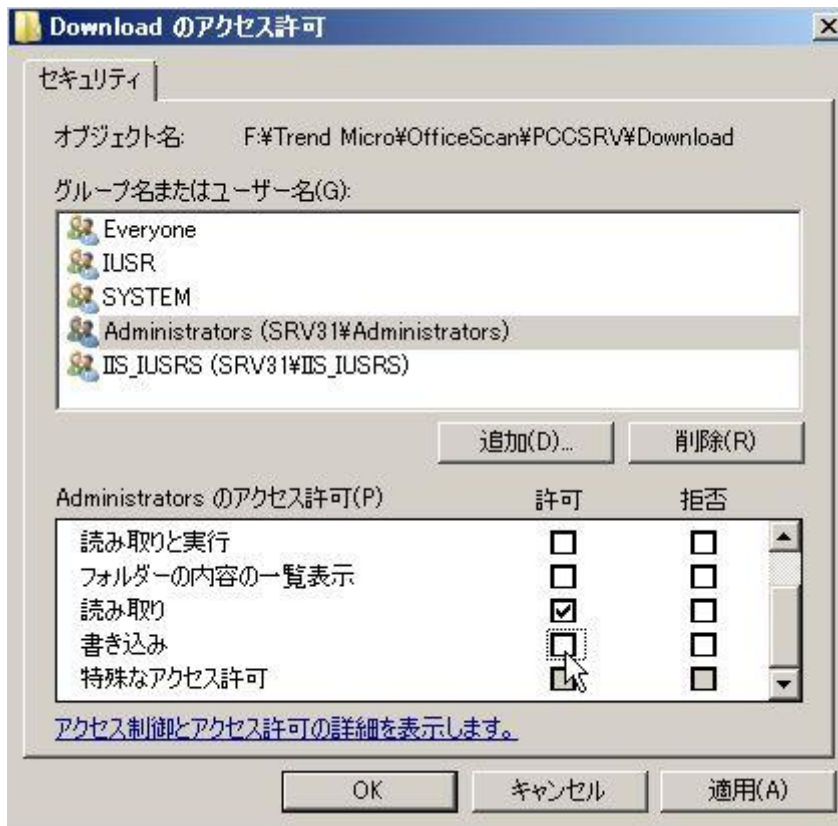 Download のアクセス許可
セキュリティ
オブジェクト名: F:¥Trend Micro¥OfficeScan¥PCCSRV¥Download
グループ名またはユーザー名(G):
Everyone
IUSR
SYSTEM
Administrators (SRV31¥Administrators)
IIS_IUSRS (SRV31¥IIS_IUSRS)
追加(D)... 削除(R)
Administrators のアクセス許可(P) 許可 拒否
読み取りと実行
フォルダーの内容の一覧表示
読み取り
書き込み
特殊なアクセス許可
アクセス制御とアクセス許可の詳細を表示します。
OK キャンセル 適用(A)